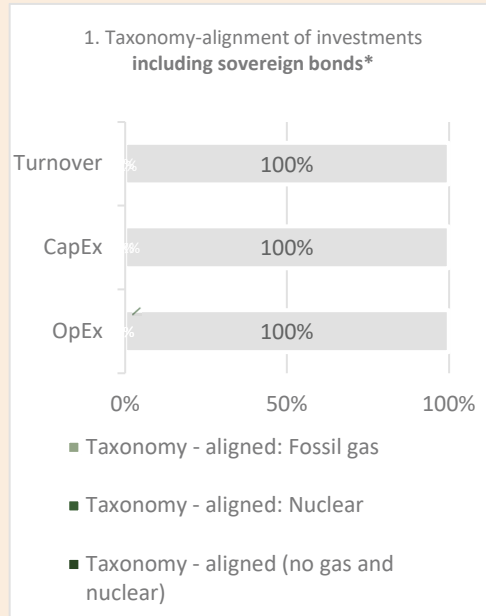 1. Taxonomy-alignment of investments
including sovereign bonds*
Turnover
100%
CapEx
100%
OpEx
100%
0%
50%
100%
Taxonomy - aligned: Fossil gas
Taxonomy - aligned: Nuclear
Taxonomy - aligned (no gas and
nuclear)